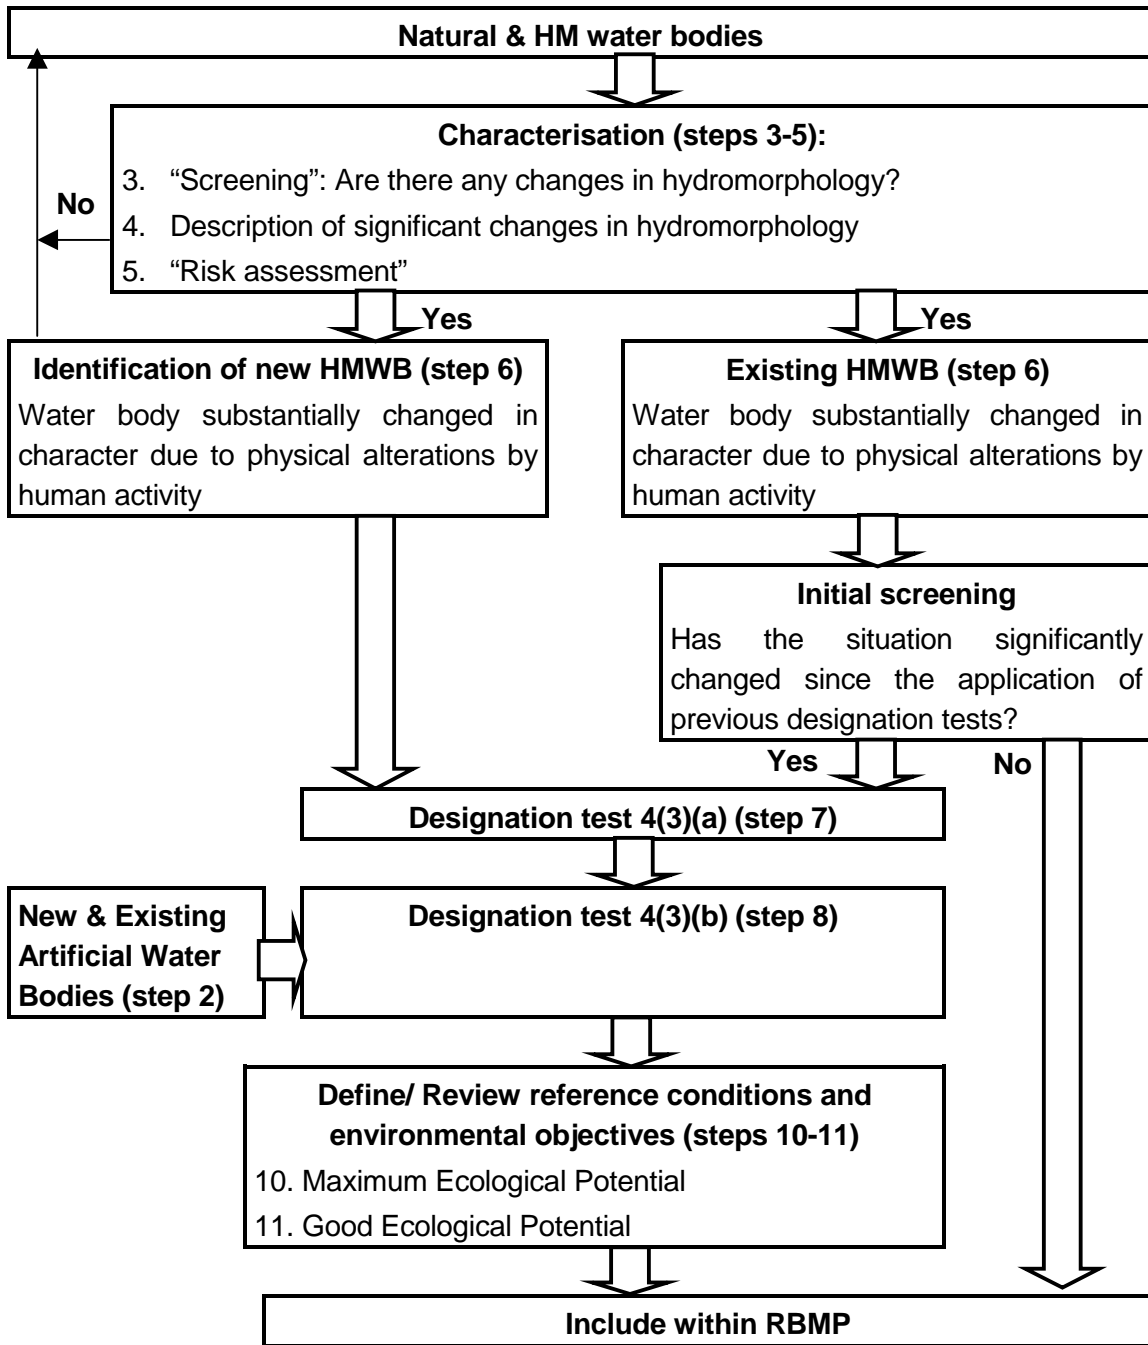 Natural & HM water bodies
Characterisation (steps 3-5):
3. “Screening”: Are there any changes in hydromorphology?
No
4. Description of significant changes in hydromorphology
5. “Risk assessment”
Yes
Yes
Identification of new HMWB (step 6)
Water body substantially changed in
character due to physical alterations by
human activity
Existing HMWB (step 6)
Water body substantially changed in
character due to physical alterations by
human activity
Initial screening
Has the situation significantly
changed since the application of
previous designation tests?
Yes
No
Designation test 4(3)(a) (step 7)
New & Existing
Artificial Water
Bodies (step 2)
Designation test 4(3)(b) (step 8)
Define/ Review reference conditions and
environmental objectives (steps 10-11)
10. Maximum Ecological Potential
11. Good Ecological Potential
Include within RBMP